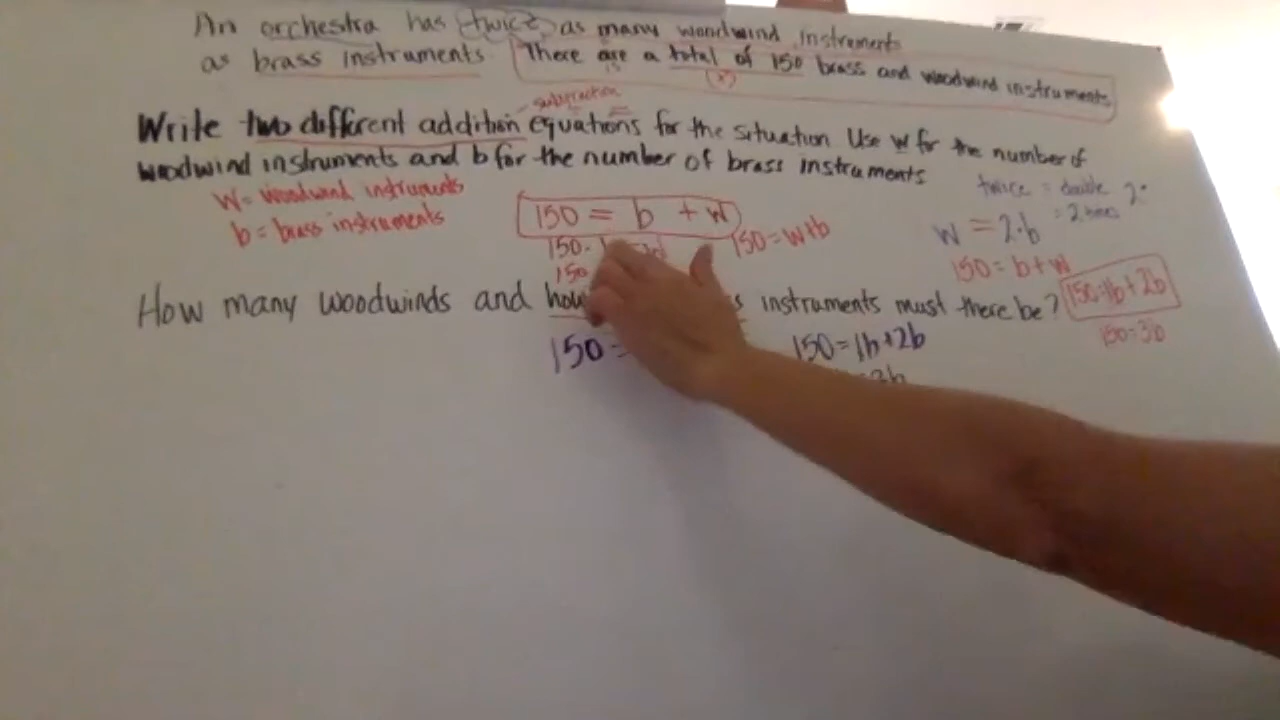 An orchestra has twice as many woodwind instruments
as brass instruments. There are a total of 150 brass and woodwind instruments
is
(x)
subtraction
Write two different addition equations for the situation Use w for the number of
woodwind instruments and b for the number of brass instruments
W = woodwind instruments
b = brass instruments
150 = b + w
150 = w+b
150.
150
twice = double 2·
= 2 times
W = 2·b
150 = b+w
150=1b+2b
150=3b
How many woodwinds and how instruments must there be?
150 =
150=1b+2b